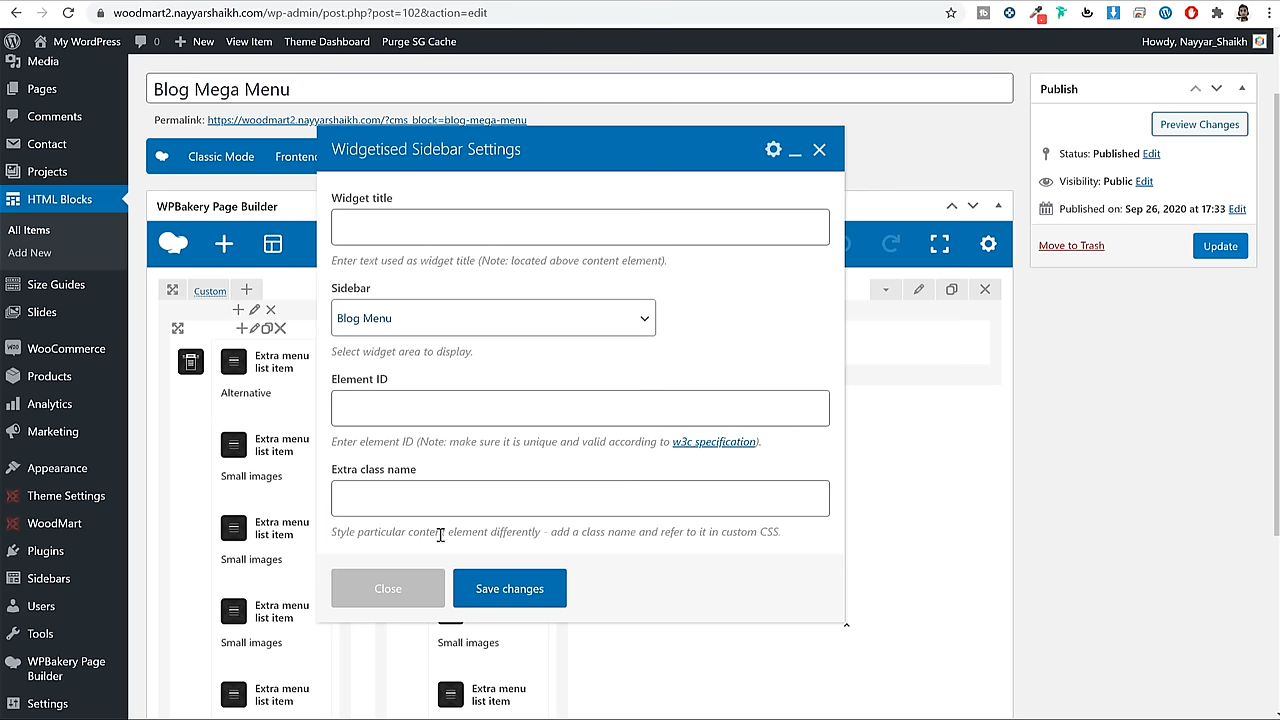 woodmart2.nayyarshaikh.com/wp-admin/post.php?post=102&action=edit
My WordPress
0
New
View Item
Theme Dashboard
Purge SG Cache
Howdy, Nayyar_Shaikh
Media
Pages
Comments
Contact
Projects
HTML Blocks
All Items
Add New
Size Guides
Slides
WooCommerce
Products
Analytics
Marketing
Appearance
Theme Settings
WoodMart
Plugins
Sidebars
Users
Tools
WPBakery Page
Builder
Settings
Blog Mega Menu
Permalink: https://woodmart2.nayyarshaikh.com/?cms_block=blog-mega-menu
Classic Mode
Frontend
WPBakery Page Builder
Custom
Extra menu
list item
Alternative
Extra menu
list item
Small images
Extra menu
list item
Small images
Extra menu
list item
Small images
Extra menu
list item
Small images
Extra menu
list item
Widgetised Sidebar Settings
Widget title
Enter text used as widget title (Note: located above content element).
Sidebar
Blog Menu
Select widget area to display.
Element ID
Enter element ID (Note: make sure it is unique and valid according to w3c specification).
Extra class name
Style particular content element differently - add a class name and refer to it in custom CSS.
Close
Save changes
Publish
Preview Changes
Status: Published Edit
Visibility: Public Edit
Published on: Sep 26, 2020 at 17:33 Edit
Move to Trash
Update